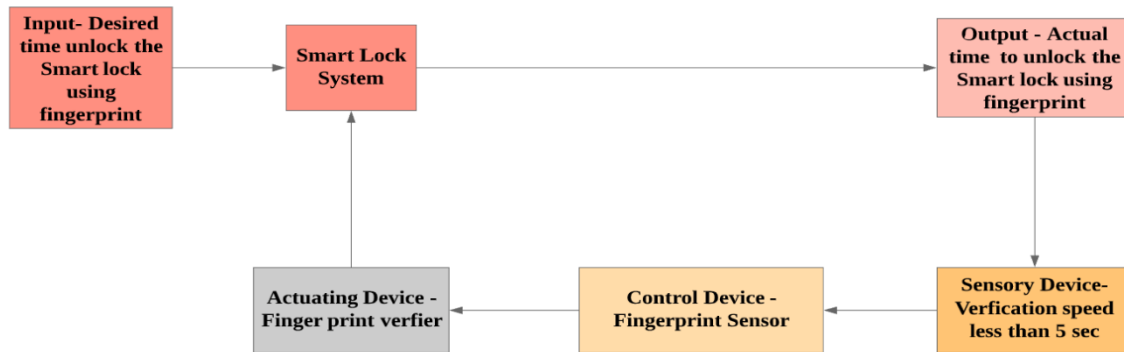 Input- Desired
time unlock the
Smart lock
using
fingerprint
Smart Lock
System
Output - Actual
time to unlock the
Smart lock using
fingerprint
Actuating Device -
Finger print verfier
Control Device -
Fingerprint Sensor
Sensory Device-
Verfication speed
less than 5 sec